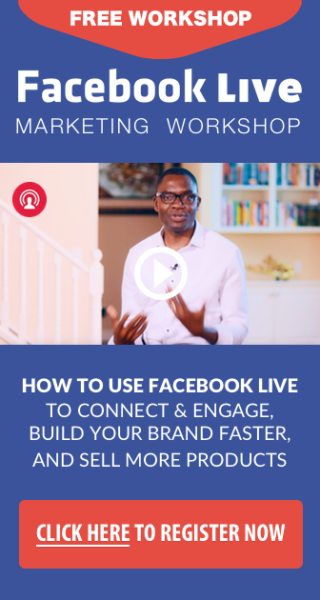 FREE WORKSHOP
Facebook Live
MARKETING WORKSHOP
HOW TO USE FACEBOOK LIVE
TO CONNECT & ENGAGE,
BUILD YOUR BRAND FASTER,
AND SELL MORE PRODUCTS
CLICK HERE TO REGISTER NOW